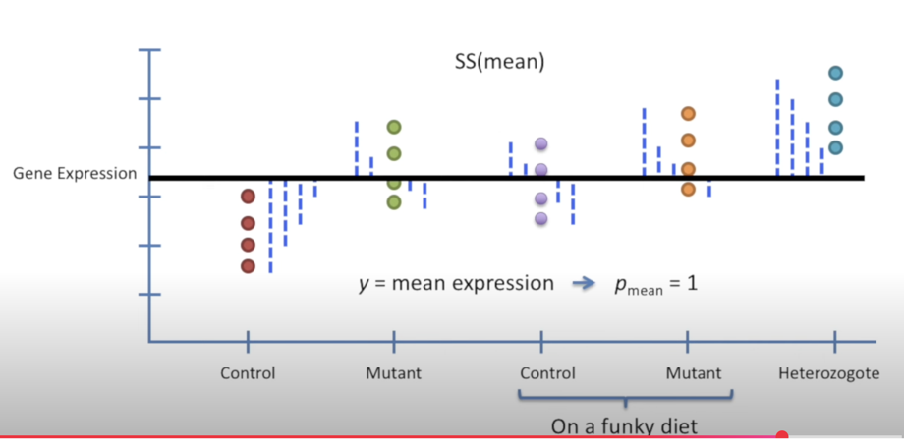 SS(mean)
Gene Expression
y = mean expression → pmean = 1
Control Mutant Control Mutant Heterozogote
On a funky diet